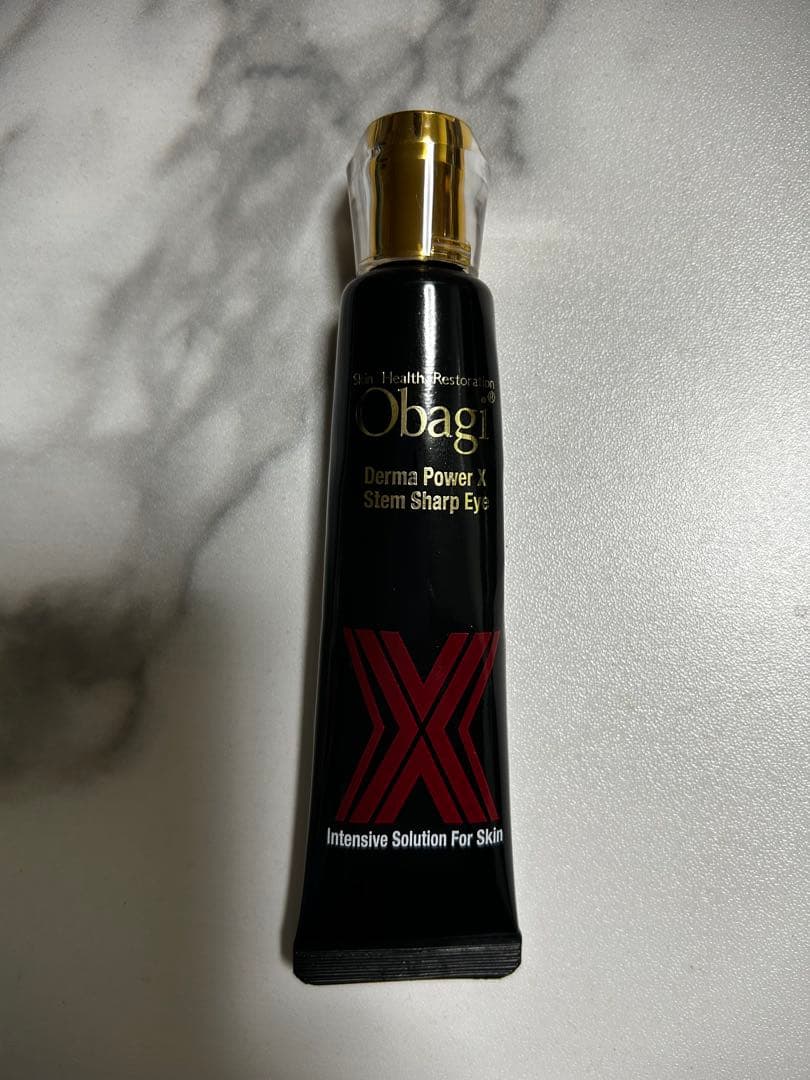 Skin Health Restoration
Obagi®
Derma Power X
Stem Sharp Eye
X
Intensive Solution For Skin